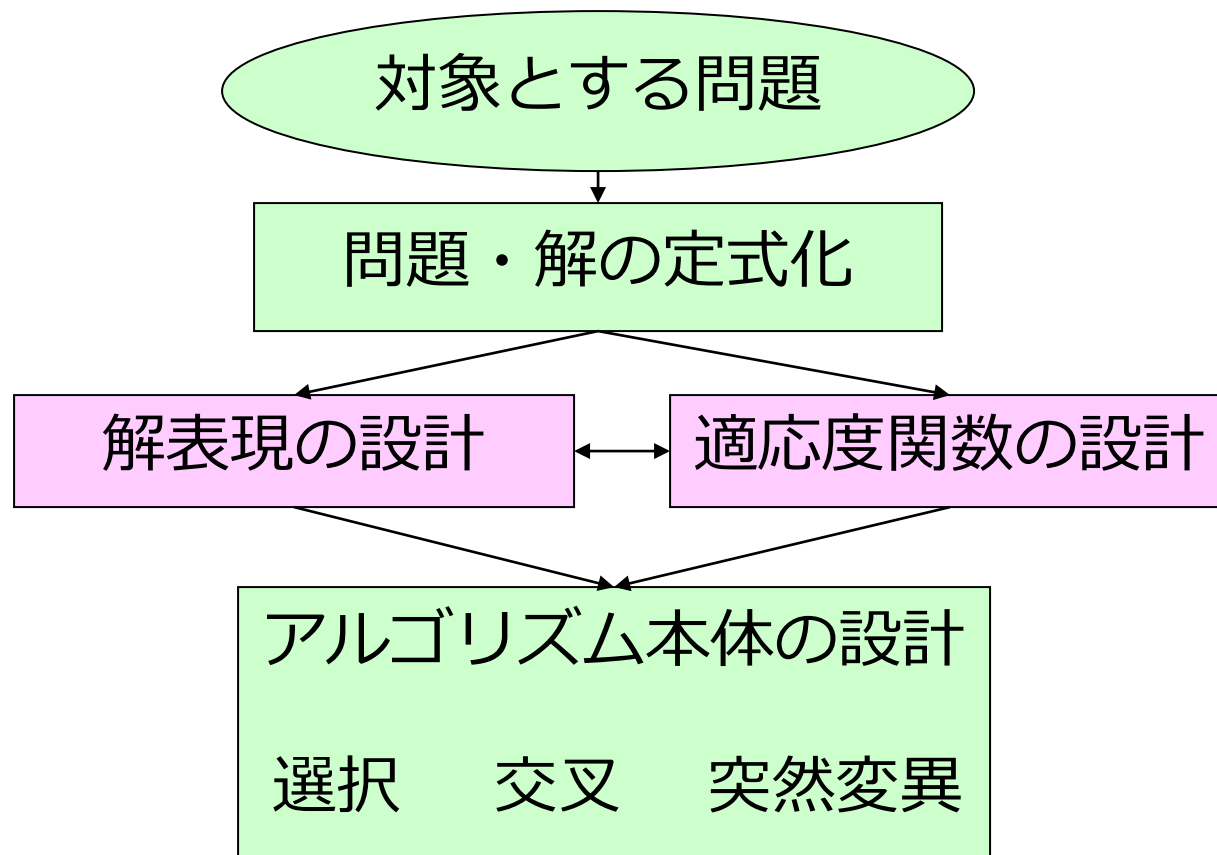 対象とする問題
問題・解の定式化
解表現の設計
適応度関数の設計
アルゴリズム本体の設計
選択 交叉 突然変異